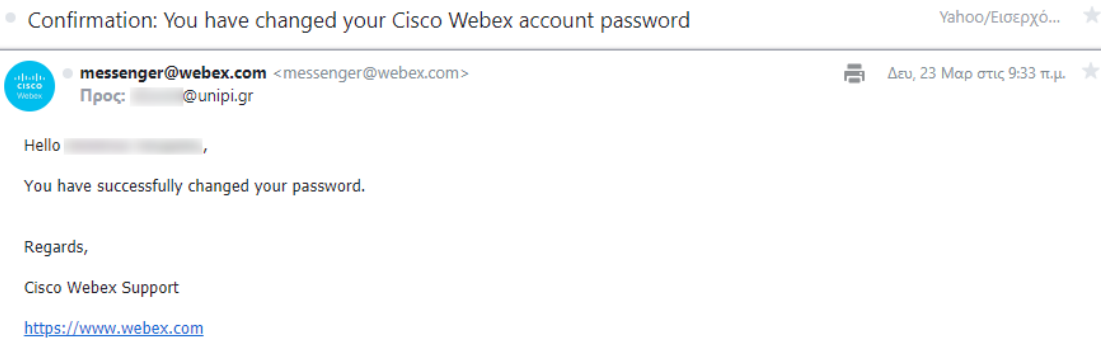 Confirmation: You have changed your Cisco Webex account password
Yahoo/Εισερχό...
CISCO
Webex
messenger@webex.com <messenger@webex.com>
Δευ, 23 Μαρ στις 9:33 π.μ.
Προς: @unipi.gr
Hello ,
You have successfully changed your password.
Regards,
Cisco Webex Support
https://www.webex.com